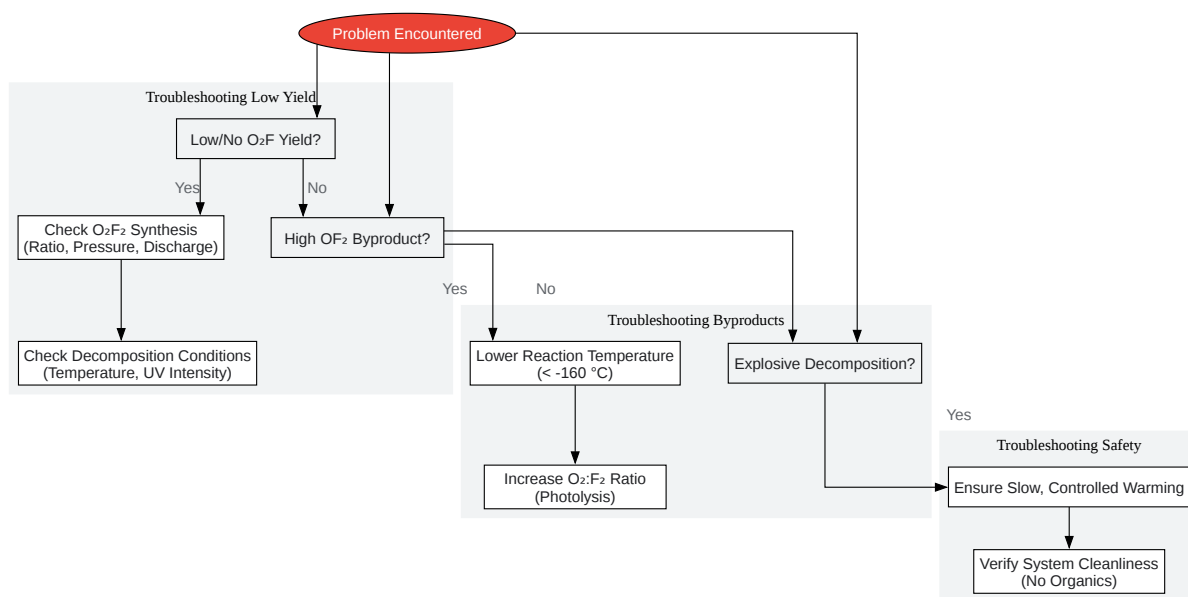 Problem Encountered
Troubleshooting Low Yield
Low/No O₂F Yield?
Yes
No
Check O₂F₂ Synthesis
(Ratio, Pressure, Discharge)
High OF₂ Byproduct?
Yes
No
Troubleshooting Byproducts
Check Decomposition Conditions
(Temperature, UV Intensity)
Lower Reaction Temperature
(< -160 °C)
Explosive Decomposition?
Yes
Troubleshooting Safety
Increase O₂:F₂ Ratio
(Photolysis)
Ensure Slow, Controlled Warming
Verify System Cleanliness
(No Organics)